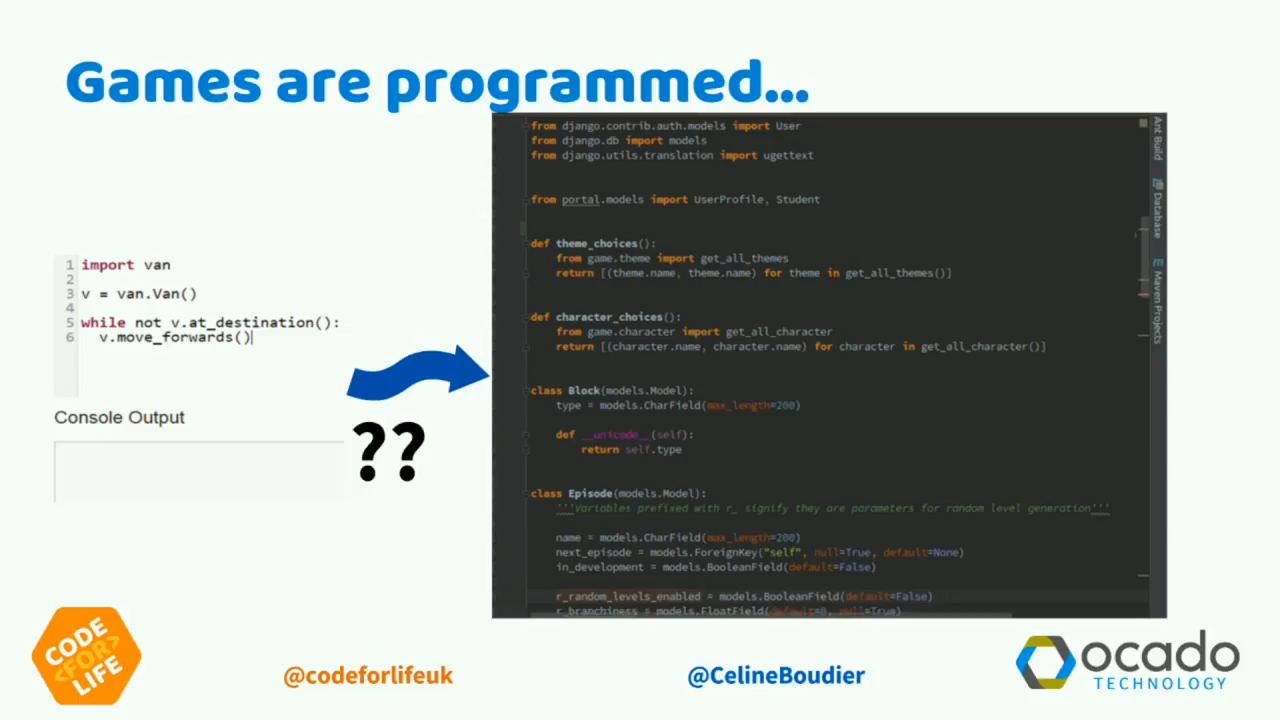 Games are programmed...
1 import van
2
3 v = van.Van()
4
5 while not v.at_destination():
6 v.move_forwards()
Console Output
??
from django.contrib.auth.models import User
from django.db import models
from django.utils.translation import ugettext
from portal.models import UserProfile, Student
def theme_choices():
from game.theme import get_all_themes
return [(theme.name, theme.name) for theme in get_all_themes()]
def character_choices():
from game.character import get_all_character
return [(character.name, character.name) for character in get_all_character()]
class Block(models.Model):
type = models.CharField(max_length=200)
def __unicode__(self):
return self.type
class Episode(models.Model):
'''Variables prefixed with r_ signify they are parameters for random level generation'''
name = models.CharField(max_length=200)
next_episode = models.ForeignKey("self", null=True, default=None)
in_development = models.BooleanField(default=False)
r_random_levels_enabled = models.BooleanField(default=False)
r_branchiness = models.FloatField(default=0, null=True)
Ant Build
Database
Maven Projects
CODE
<FOR>
LIFE
@codeforlifeuk
@CelineBoudier
ocado
TECHNOLOGY